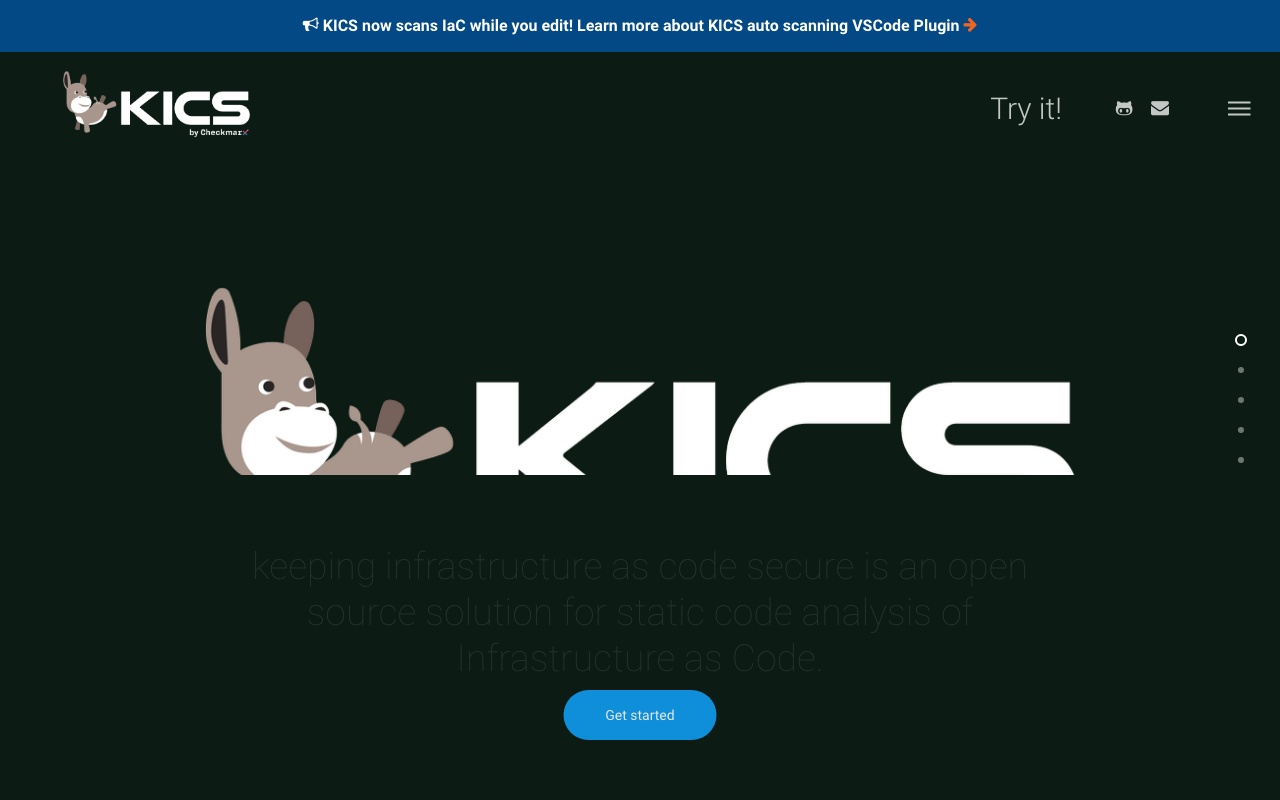 KICS now scans IaC while you edit! Learn more about KICS auto scanning VSCode Plugin
KICS
by Checkmarx
Try it!
KICS
keeping infrastructure as code secure is an open
source solution for static code analysis of
Infrastructure as Code.
Get started